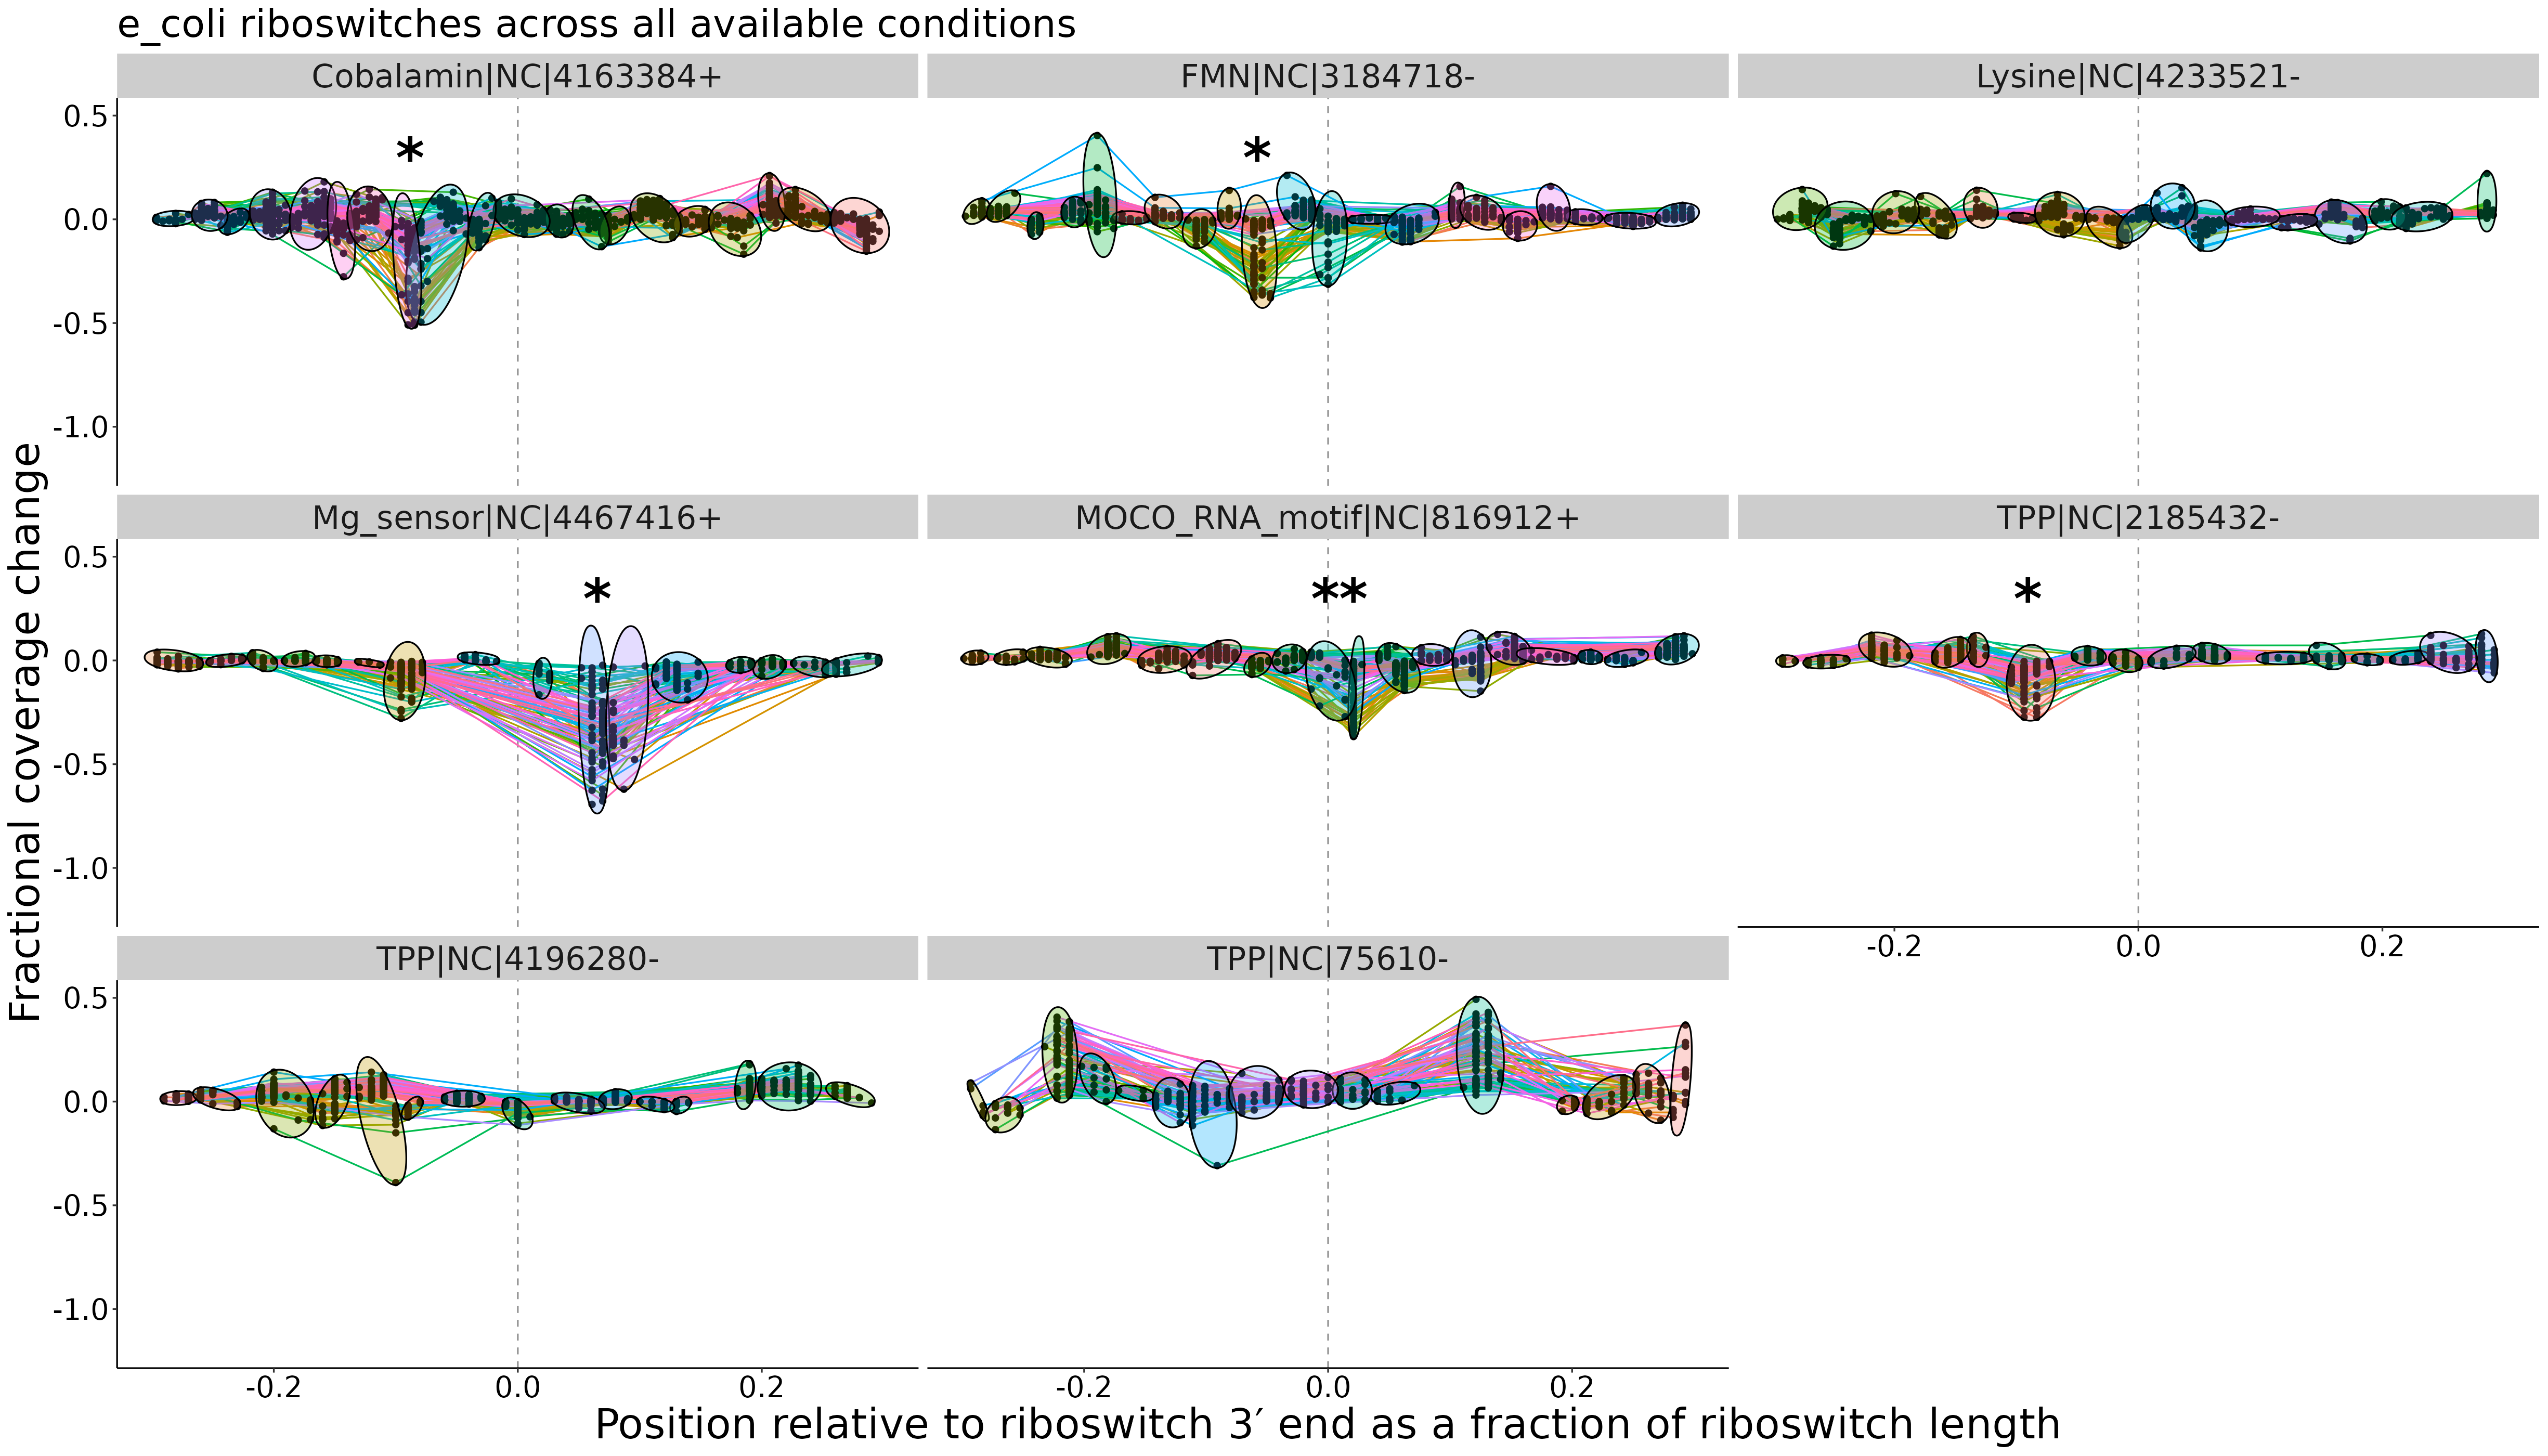 e_coli riboswitches across all available conditions
Cobalamin|NC|4163384+
FMN|NC|3184718-
Lysine|NC|4233521-
0.5
0.0
-0.5
-1.0
*
*
Mg_sensor|NC|4467416+
MOCO_RNA_motif|NC|816912+
TPP|NC|2185432-
0.5
0.0
-0.5
-1.0
*
**
*
-0.2
0.0
0.2
TPP|NC|4196280-
TPP|NC|75610-
0.5
0.0
-0.5
-1.0
-0.2
0.0
0.2
-0.2
0.0
0.2
Fractional coverage change
Position relative to riboswitch 3′ end as a fraction of riboswitch length